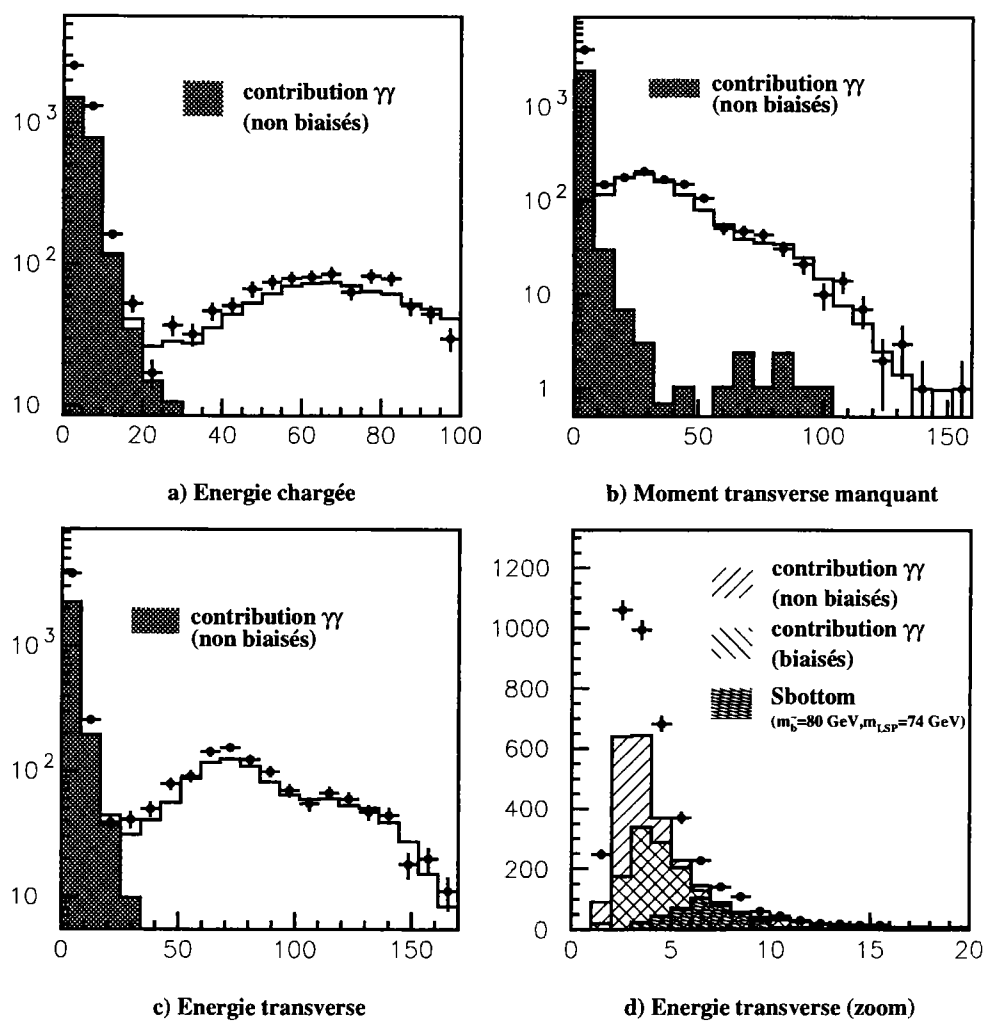 10³
10²
10
contribution γγ
(non biaisés)
0 20 40 60 80 100
a) Energie chargée
10³
10²
10
1
contribution γγ
(non biaisés)
0 50 100 150
b) Moment transverse manquant
10³
10²
10
contribution γγ
(non biaisés)
0 50 100 150
c) Energie transverse
1200
1000
800
600
400
200
0
contribution γγ
(non biaisés)
contribution γγ
(biaisés)
Sbottom
(m_b̃=80 GeV,m_LSP=74 GeV)
0 5 10 15 20
d) Energie transverse (zoom)